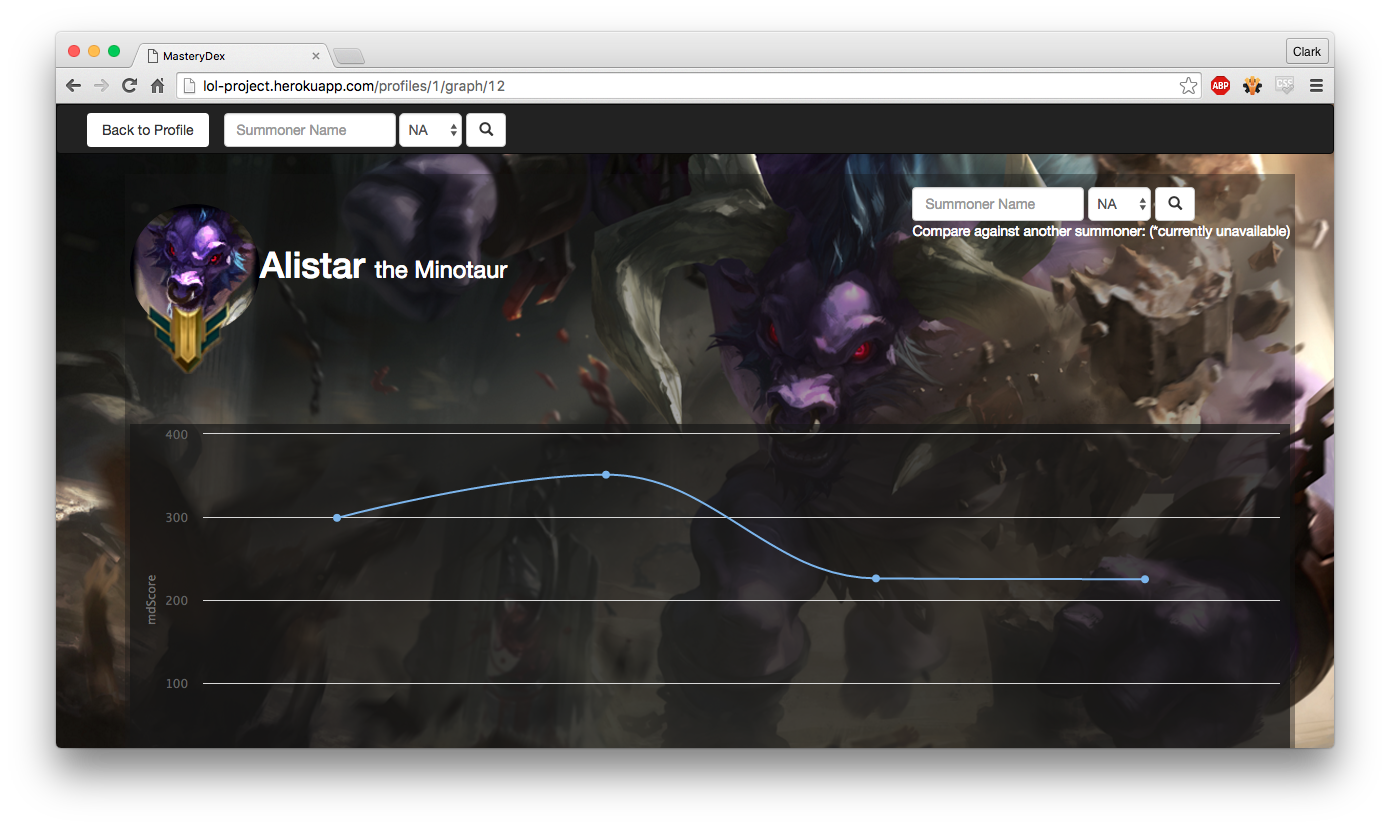 MasteryDex
Clark
lol-project.herokuapp.com/profiles/1/graph/12
ABP
CSS
Back to Profile
Summoner Name
NA
Summoner Name
NA
Compare against another summoner: (*currently unavailable)
Alistar the Minotaur
400
300
200
100
mdScore